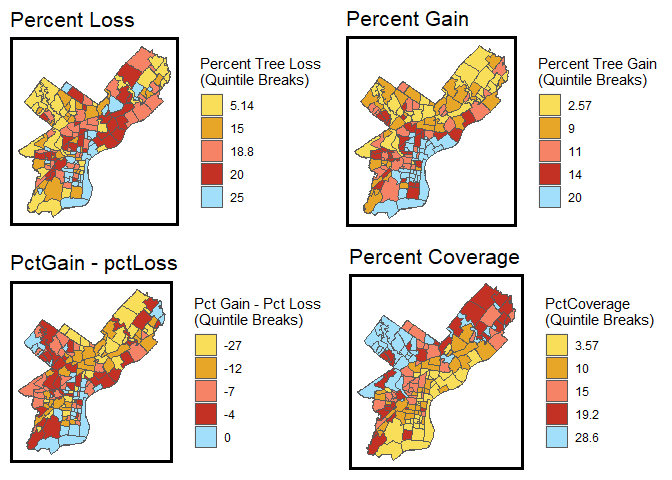 Percent Loss
Percent Tree Loss
(Quintile Breaks)
5.14
15
18.8
20
25
Percent Gain
Percent Tree Gain
(Quintile Breaks)
2.57
9
11
14
20
PctGain - pctLoss
Pct Gain - Pct Loss
(Quintile Breaks)
-27
-12
-7
-4
0
Percent Coverage
PctCoverage
(Quintile Breaks)
3.57
10
15
19.2
28.6